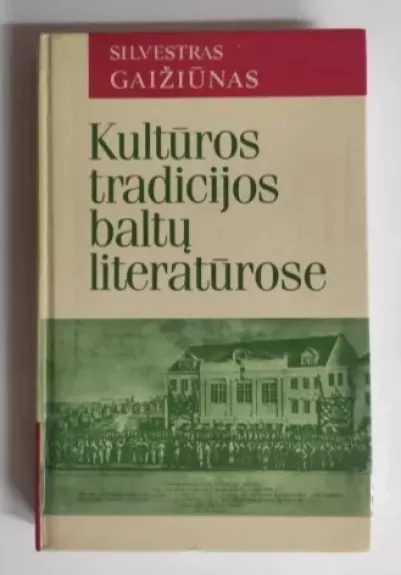 SILVESTRAS
GAIŽIŪNAS
Kultūros
tradicijos
baltų
literatūrose